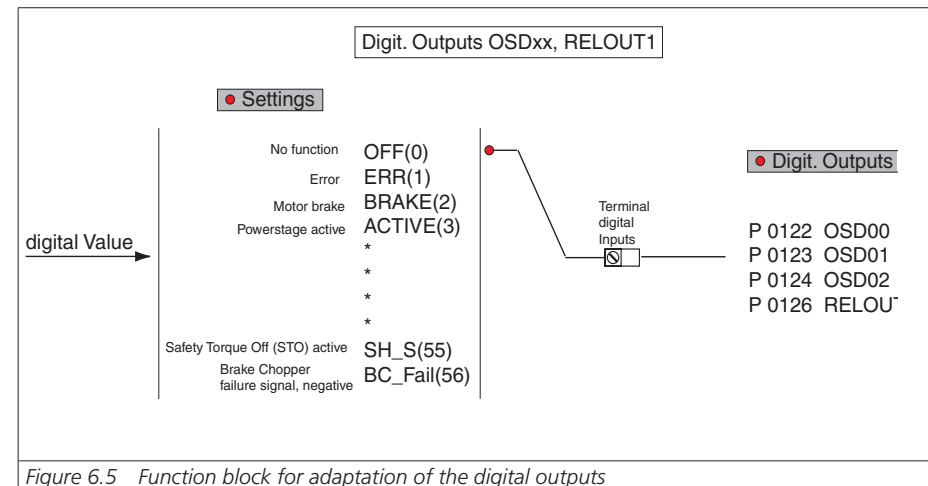 Digit. Outputs OSDxx, RELOUT1
Settings
digital Value
No function OFF(0)
Error ERR(1)
Motor brake BRAKE(2)
Powerstage active ACTIVE(3)
*
*
*
*
Safety Torque Off (STO) active SH_S(55)
Brake Chopper
failure signal, negative BC_Fail(56)
Terminal
digital
Inputs
Digit. Outputs
P 0122 OSD00
P 0123 OSD01
P 0124 OSD02
P 0126 RELOU
Figure 6.5 Function block for adaptation of the digital outputs